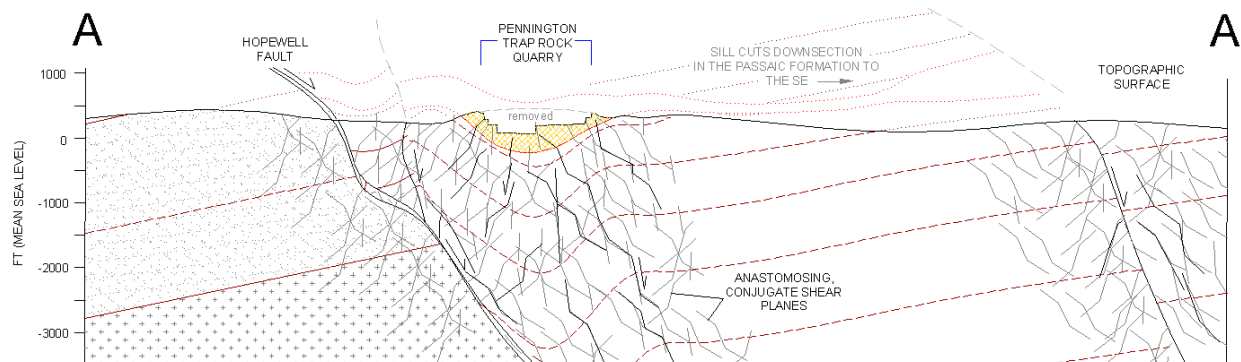 A
A
PENNINGTON
TRAP ROCK
QUARRY
HOPEWELL
FAULT
SILL CUTS DOWNSECTION
IN THE PASSAIC FORMATION TO
THE SE
TOPOGRAPHIC
SURFACE
removed
1000
0
-1000
-2000
-3000
FT (MEAN SEA LEVEL)
ANASTOMOSING,
CONJUGATE SHEAR
PLANES